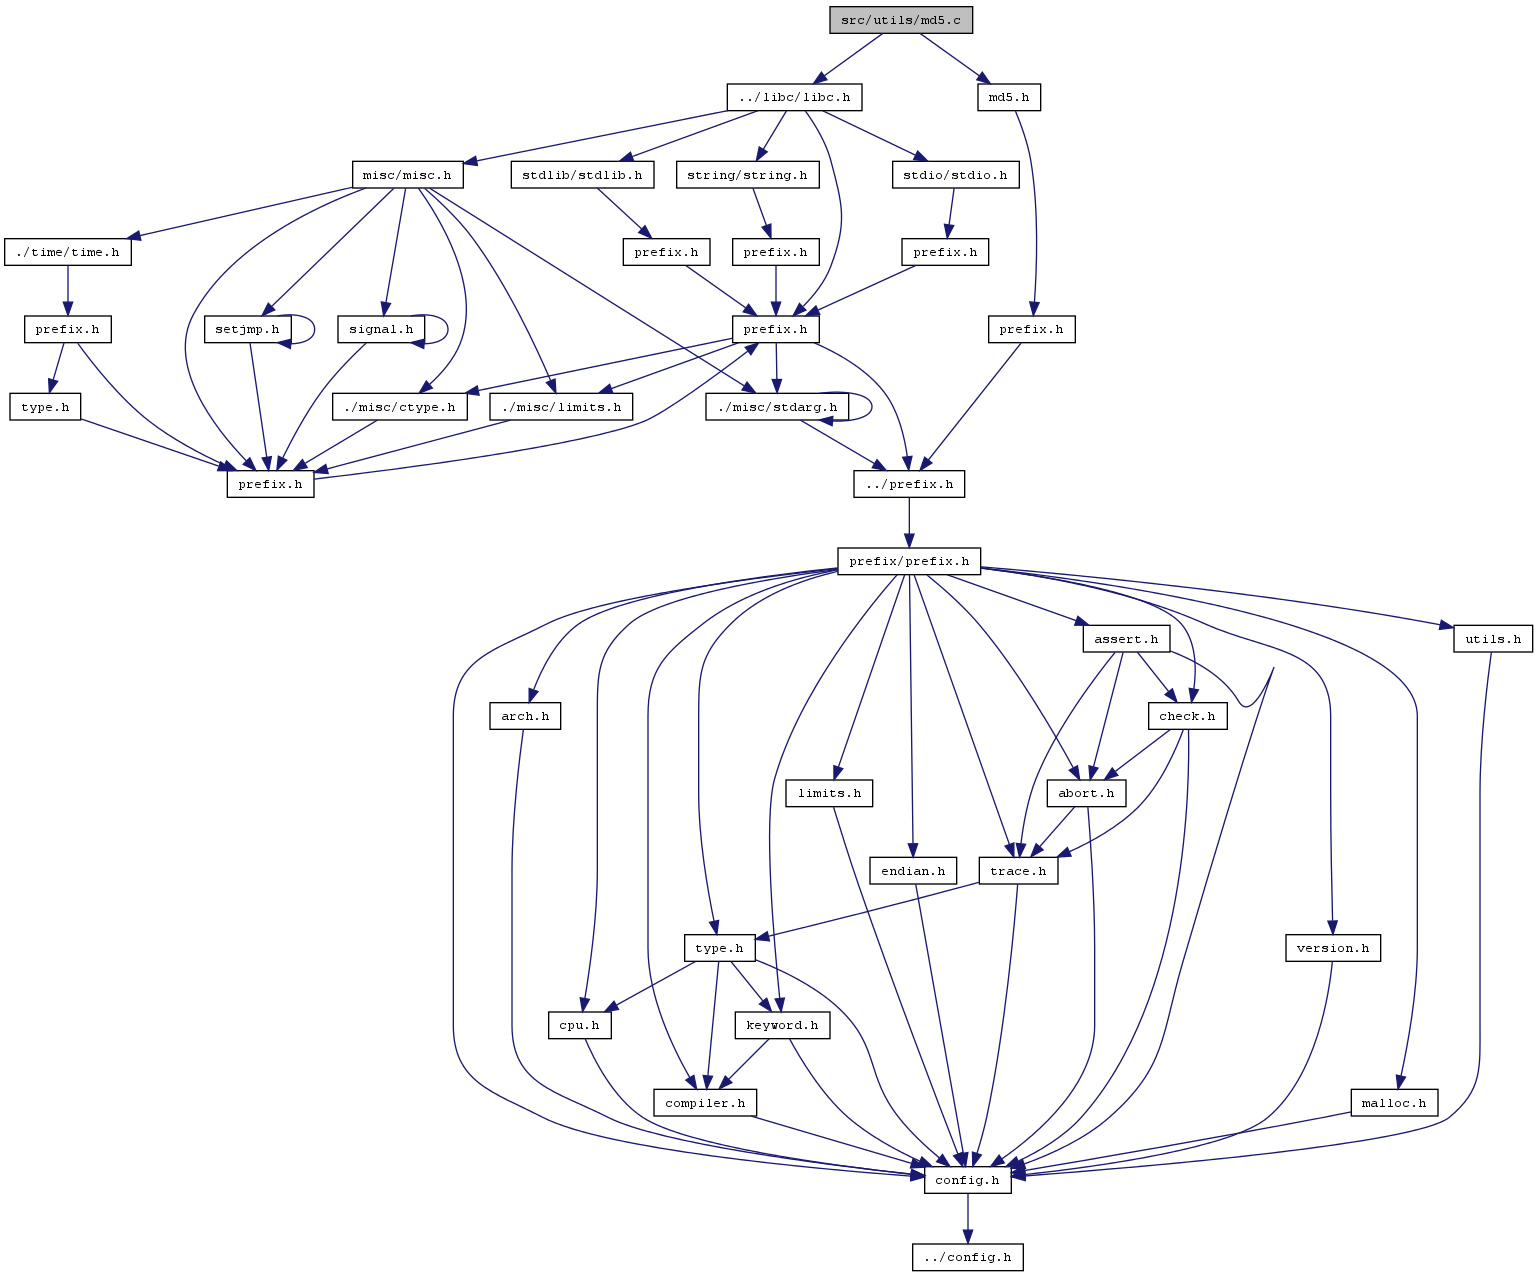 src/utils/md5.c
../libc/libc.h
md5.h
misc/misc.h
stdlib/stdlib.h
string/string.h
stdio/stdio.h
./time/time.h
prefix.h
prefix.h
prefix.h
prefix.h
setjmp.h
signal.h
prefix.h
prefix.h
type.h
./misc/ctype.h
./misc/limits.h
./misc/stdarg.h
prefix.h
../prefix.h
prefix/prefix.h
assert.h
utils.h
arch.h
check.h
limits.h
abort.h
endian.h
trace.h
type.h
version.h
cpu.h
keyword.h
compiler.h
malloc.h
config.h
../config.h